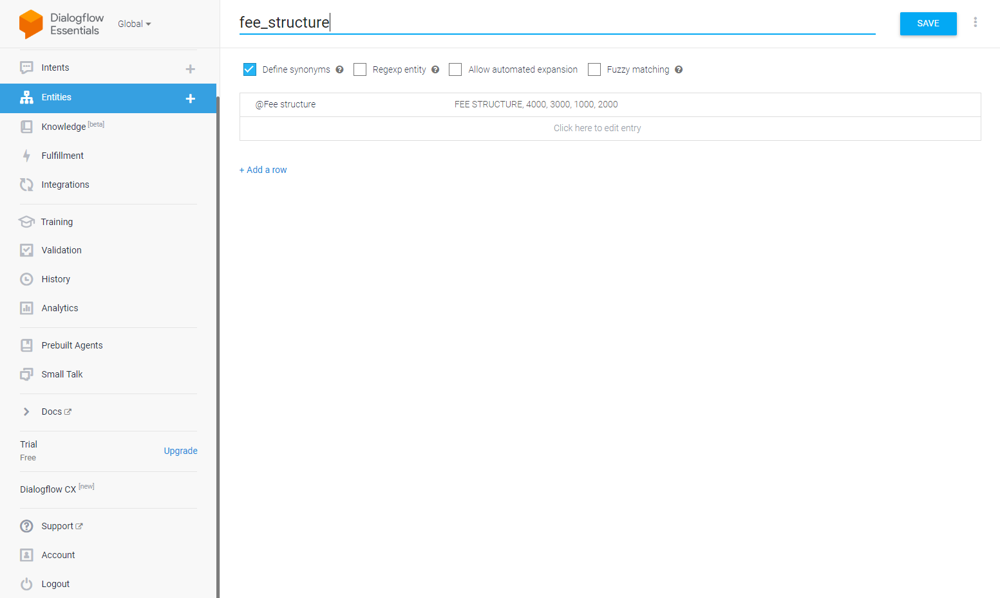 Dialogflow
Essentials
Global
fee_structure
SAVE
Intents
Entities
Knowledge [beta]
Fulfillment
Integrations
Training
Validation
History
Analytics
Prebuilt Agents
Small Talk
Docs
Trial
Free
Upgrade
Dialogflow CX [new]
Support
Account
Logout
Define synonyms
Regexp entity
Allow automated expansion
Fuzzy matching
@Fee structure
FEE STRUCTURE, 4000, 3000, 1000, 2000
Click here to edit entry
+ Add a row